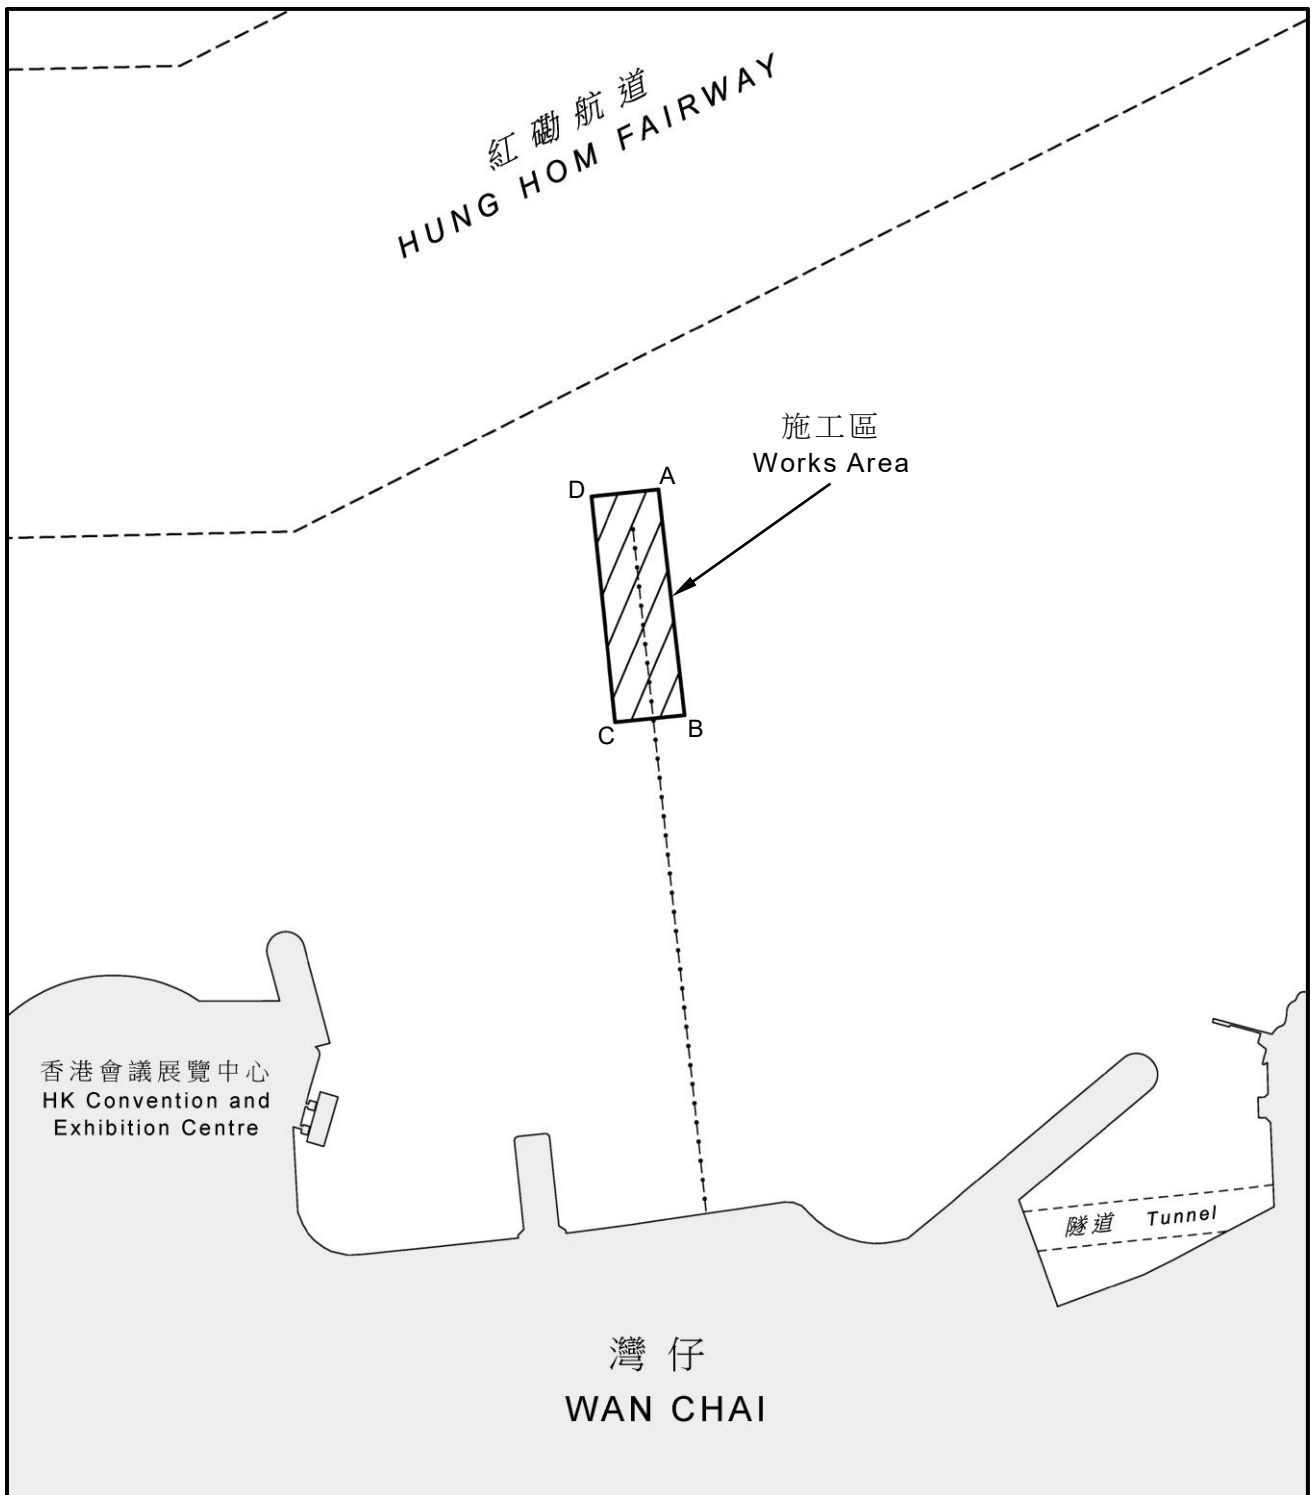 紅磡航道
HUNG HOM FAIRWAY
施工區
Works Area
D
A
C
B
香港會議展覽中心
HK Convention and
Exhibition Centre
隧道 Tunnel
灣仔
WAN CHAI